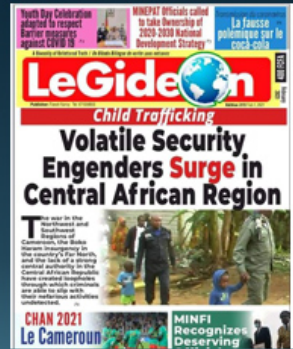 Youth Day Celebration
adapted to respect
Barrier measures
against COVID 19
MINEPAT Officials called
to take Ownership of
2020-2030 National
Development Strategy
La fausse
polémique sur le
coca-cola
LeGideon
400 FCFA
Child Trafficking
Volatile Security
Engenders Surge in
Central African Region
The war in the
Northwest and
Southwest
Regions of
Cameroon, the Boko
Haram insurgency in
the country's Far North,
and the lack of a strong
central authority in the
Central African Republic
have created loopholes
through which criminals
are able to slip with
their nefarious activities
undetected.
CHAN 2021
Le Cameroun
MINFI
Recognizes
Deserving